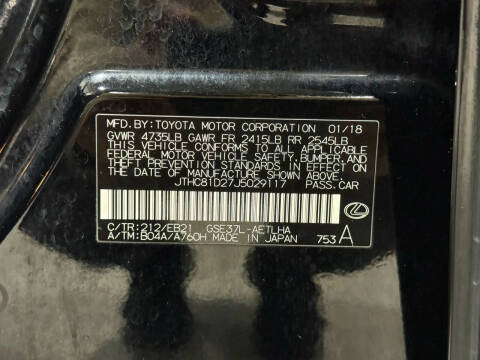 MFD.BY:TOYOTA MOTOR CORPORATION 01/18
GVWR 4735LB GAWR FR 2415LB RR 2545LB
THIS VEHICLE CONFORMS TO ALL APPLICABLE
FEDERAL MOTOR VEHICLE SAFETY, BUMPER, AND
THEFT PREVENTION STANDARDS IN EFFECT ON
THE DATE OF MANUFACTURE SHOWN ABOVE.
JTHC81D27J5029117 PASS.CAR
C/TR:212/EB21 GSE37L-AETLHA
A/TM:B04A/A760H MADE IN JAPAN 753 A